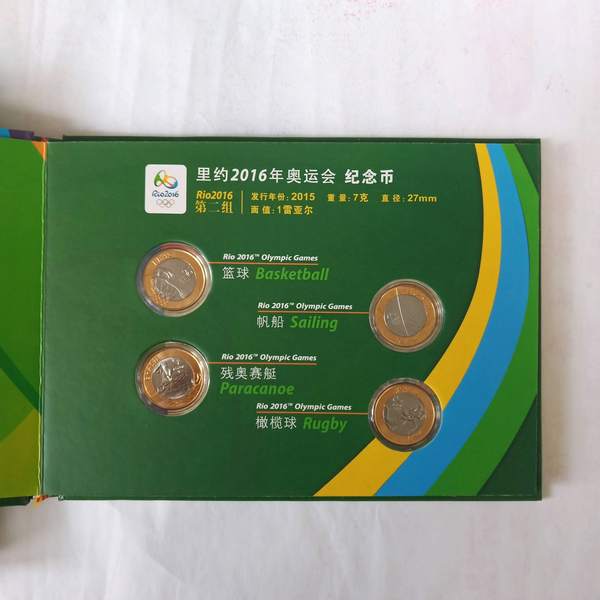 里约2016年奥运会 纪念币
Rio2016
Rio2016 发行年份: 2015 重量: 7克 直径: 27mm
第二组 面值: 1雷亚尔
Rio 2016™ Olympic Games
篮球 Basketball
Rio 2016™ Olympic Games
帆船 Sailing
Rio 2016™ Olympic Games
残奥赛艇
Paracanoe
Rio 2016™ Olympic Games
橄榄球 Rugby